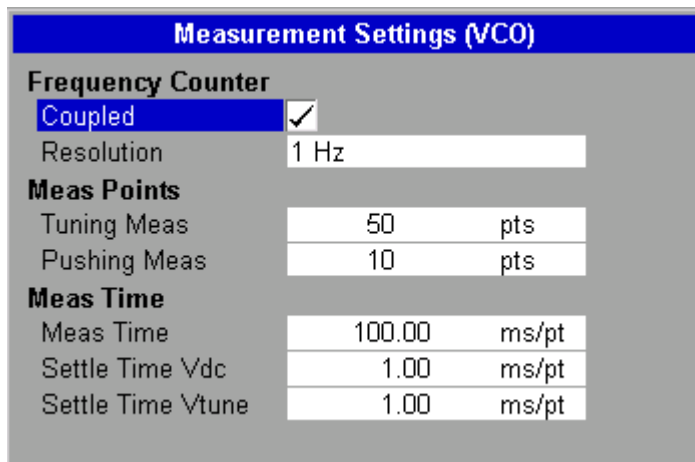 Measurement Settings (VCO)
Frequency Counter
Coupled
Resolution 1 Hz
Meas Points
Tuning Meas 50 pts
Pushing Meas 10 pts
Meas Time
Meas Time 100.00 ms/pt
Settle Time Vdc 1.00 ms/pt
Settle Time Vtune 1.00 ms/pt